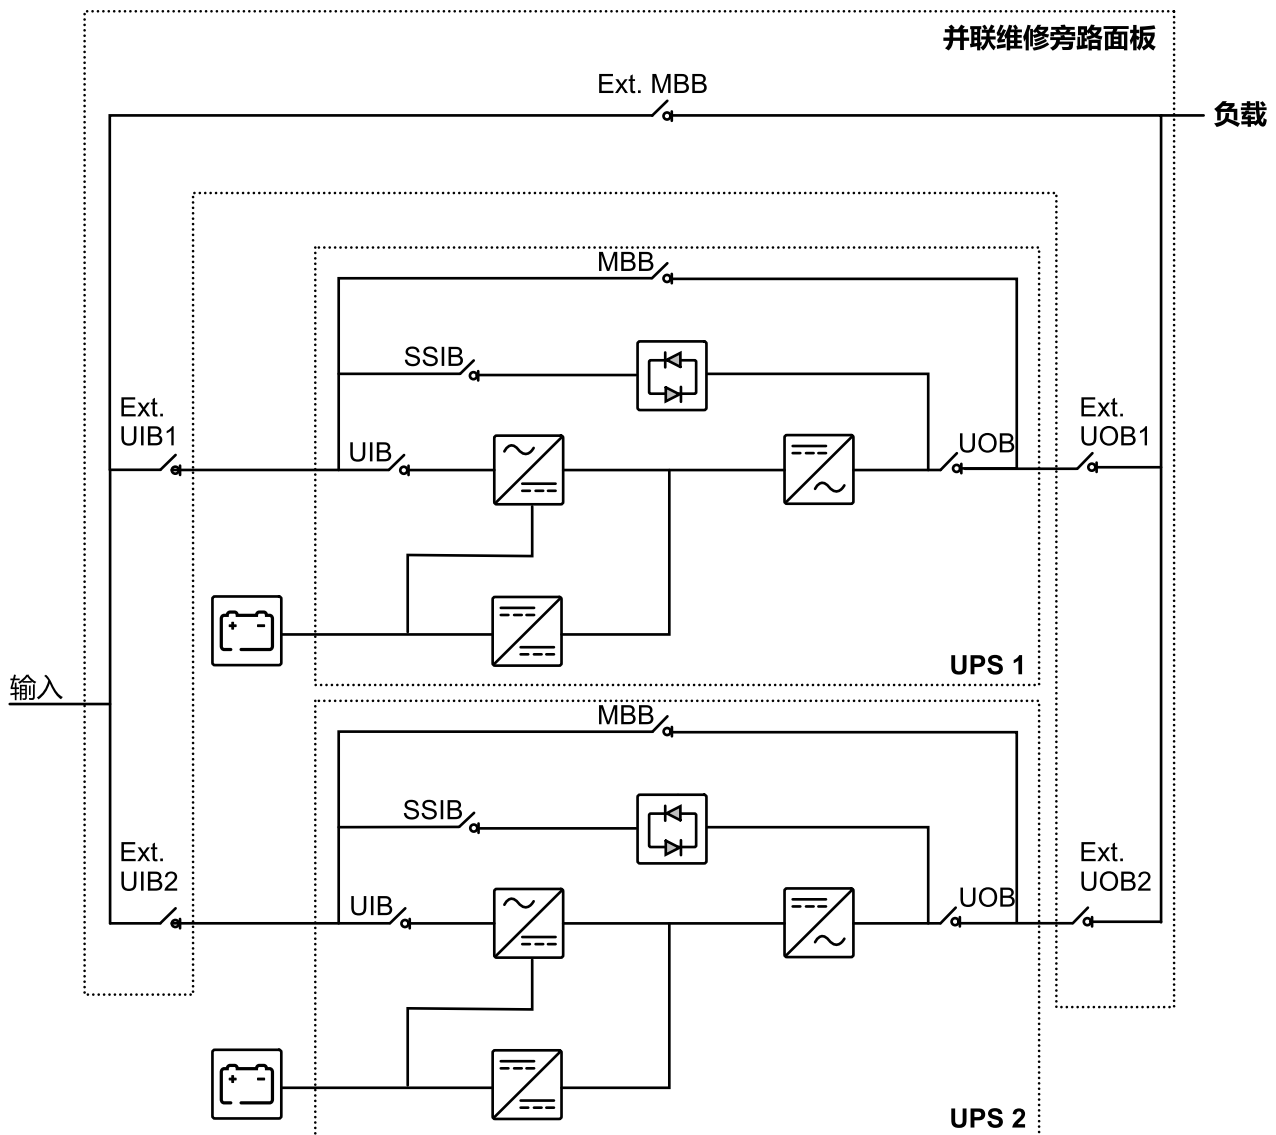 并联维修旁路面板
Ext. MBB
负载
MBB
SSIB
Ext.
UIB1
UIB
UOB
Ext.
UOB1
UPS 1
输入
MBB
SSIB
Ext.
UIB2
UIB
UOB
Ext.
UOB2
UPS 2